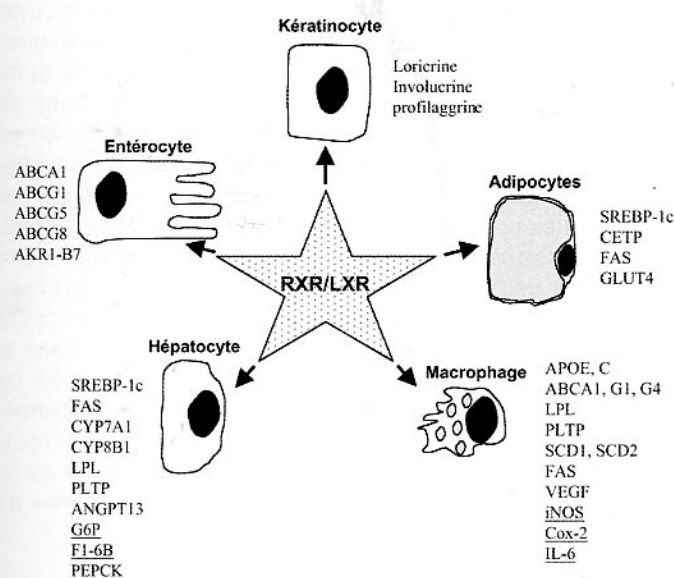 Kératinocyte
Loricrine
Involucrine
profilaggrine
Entérocyte
ABCA1
ABCG1
ABCG5
ABCG8
AKR1-B7
Adipocytes
SREBP-1c
CETP
FAS
GLUT4
RXR/LXR
Hépatocyte
SREBP-1c
FAS
CYP7A1
CYP8B1
LPL
PLTP
ANGPT13
G6P
F1-6B
PEPCK
Macrophage
APOE, C
ABCA1, G1, G4
LPL
PLTP
SCD1, SCD2
FAS
VEGF
iNOS
Cox-2
IL-6